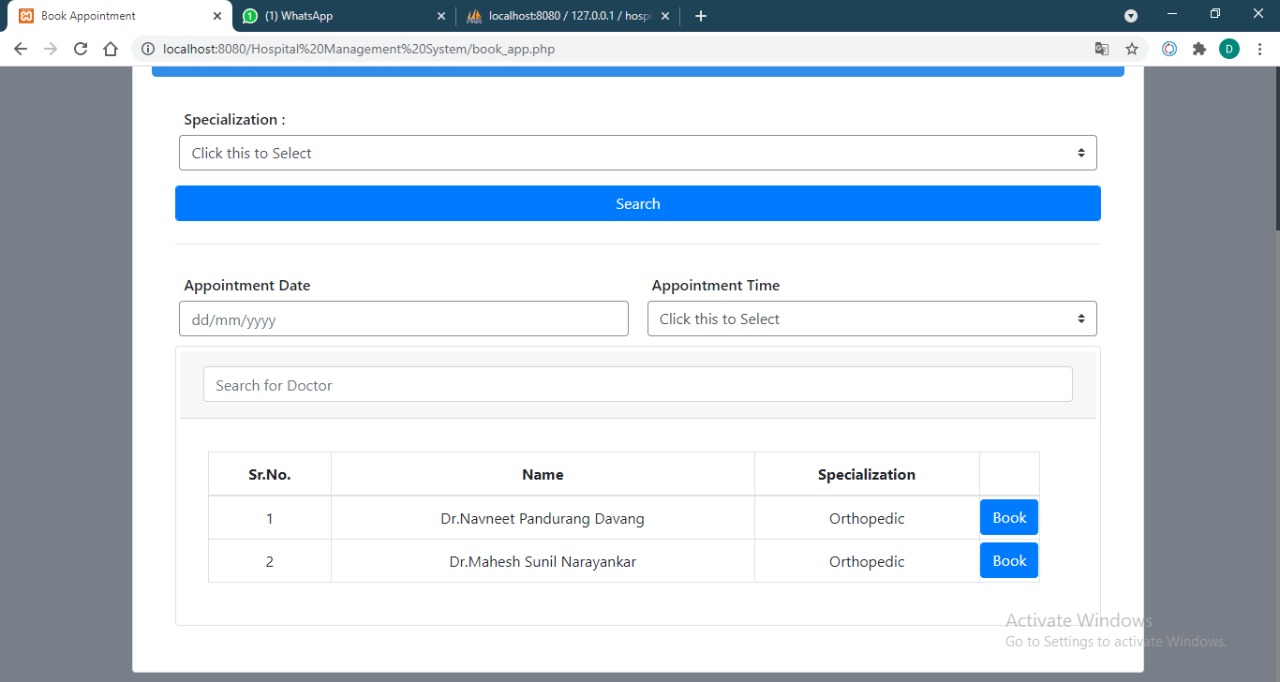 Book Appointment
(1) WhatsApp
localhost:8080 / 127.0.0.1 / hosp
localhost:8080/Hospital%20Management%20System/book_app.php
D
Specialization :
Click this to Select
Search
Appointment Date
Appointment Time
dd/mm/yyyy
Click this to Select
Search for Doctor
Sr.No. Name Specialization
1 Dr.Navneet Pandurang Davang Orthopedic Book
2 Dr.Mahesh Sunil Narayankar Orthopedic Book
Activate Windows
Go to Settings to activate Windows.